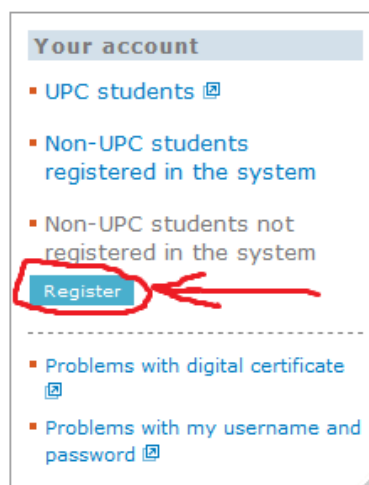 Your account
UPC students
Non-UPC students
registered in the system
Non-UPC students not
registered in the system
Register
Problems with digital certificate
Problems with my username and
password